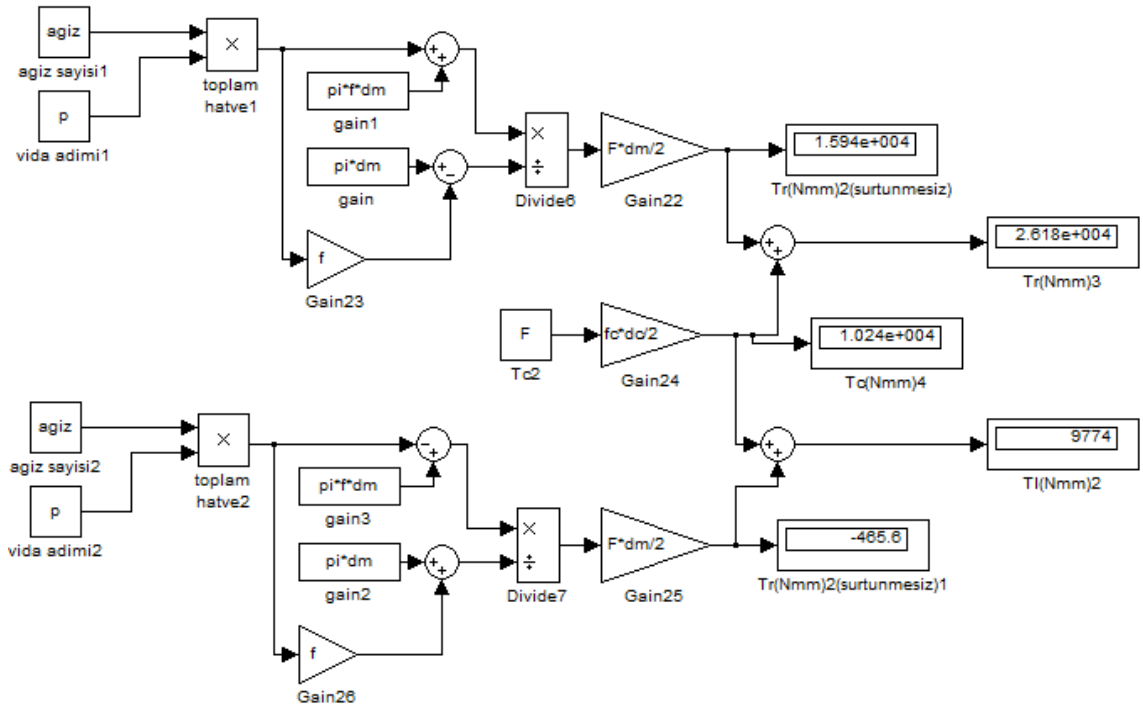 agiz
agiz sayisi1
p
vida adimi1
×
toplam
hatve1
+
+
pi*f*dm
gain1
pi*dm
gain
+
−
f
Gain23
×
÷
Divide6
F*dm/2
Gain22
1.594e+004
Tr(Nmm)2(surtunmesiz)
+
+
2.618e+004
Tr(Nmm)3
F
Tc2
fc*dc/2
Gain24
1.024e+004
Tc(Nmm)4
agiz
agiz sayisi2
p
vida adimi2
×
toplam
hatve2
−
+
pi*f*dm
gain3
pi*dm
gain2
+
+
f
Gain26
×
÷
Divide7
F*dm/2
Gain25
+
+
9774
Tl(Nmm)2
-465.6
Tr(Nmm)2(surtunmesiz)1